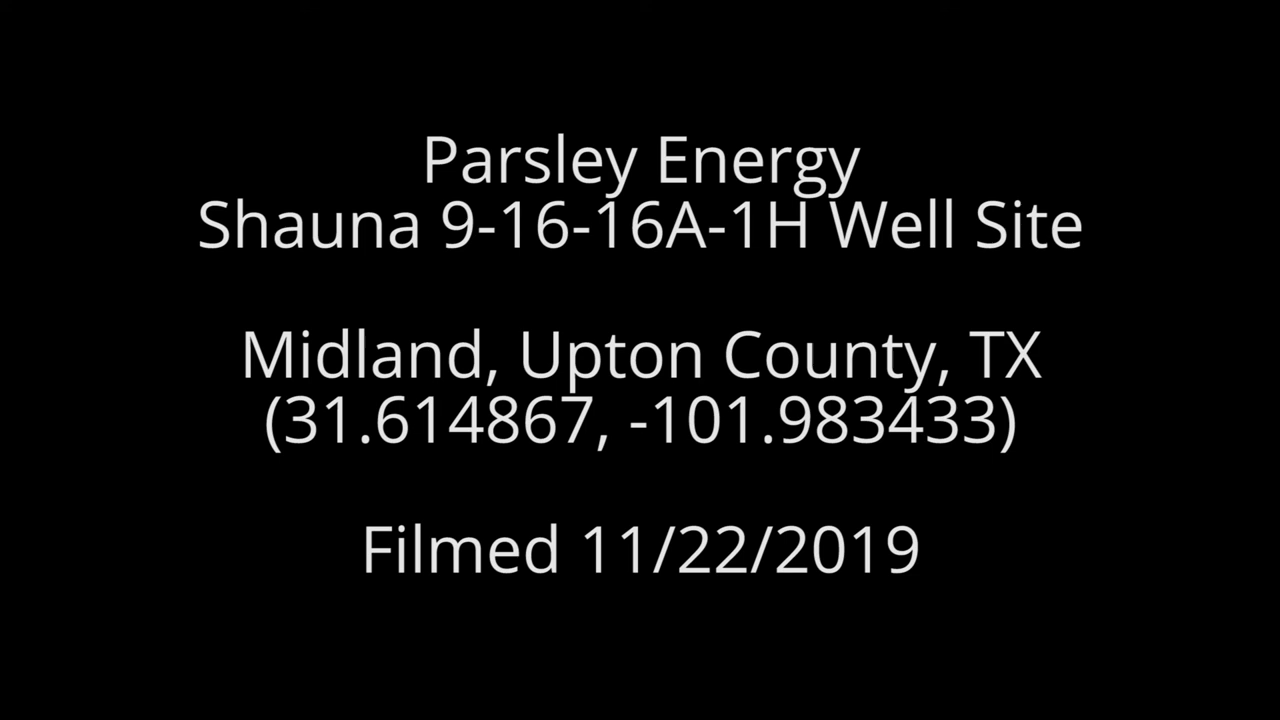 Parsley Energy
Shauna 9-16-16A-1H Well Site
Midland, Upton County, TX
(31.614867, -101.983433)
Filmed 11/22/2019